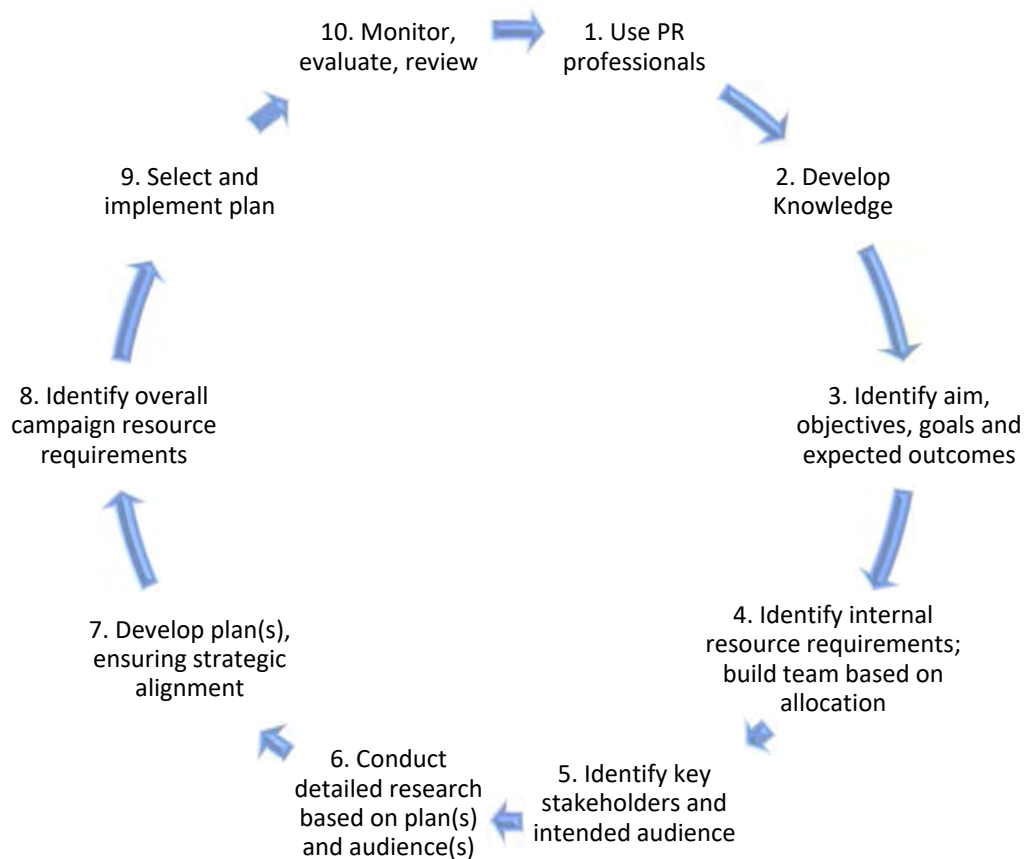 1. Use PR
professionals
2. Develop
Knowledge
3. Identify aim,
objectives, goals and
expected outcomes
4. Identify internal
resource requirements;
build team based on
allocation
5. Identify key
stakeholders and
intended audience
6. Conduct
detailed research
based on plan(s)
and audience(s)
7. Develop plan(s),
ensuring strategic
alignment
8. Identify overall
campaign resource
requirements
9. Select and
implement plan
10. Monitor,
evaluate, review